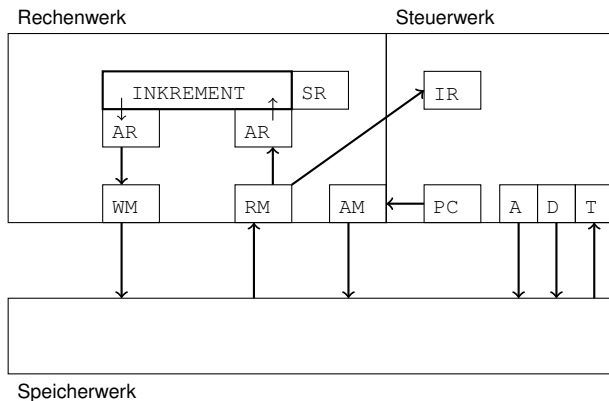 Rechenwerk Steuerwerk
INKREMENT SR IR
AR AR
WM RM AM PC A D T
Speicherwerk